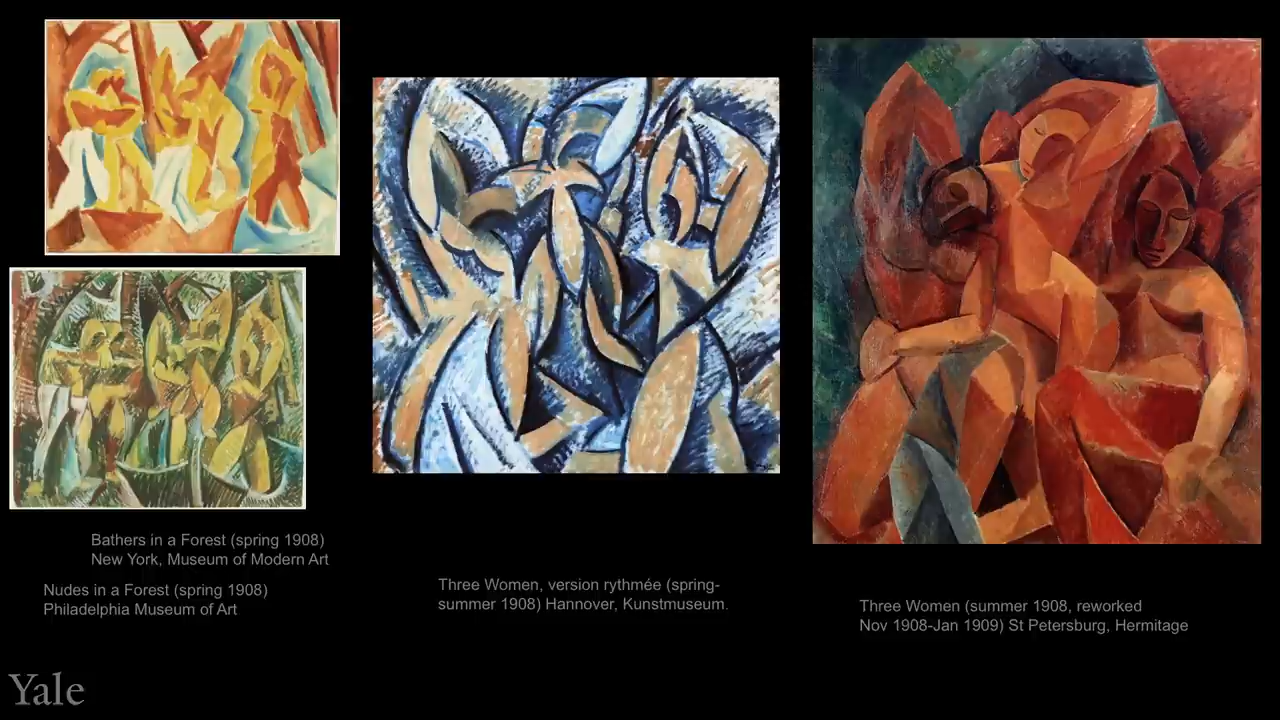 Bathers in a Forest (spring 1908)
New York, Museum of Modern Art
Nudes in a Forest (spring 1908)
Philadelphia Museum of Art
Three Women, version rythmée (spring-
summer 1908) Hannover, Kunstmuseum.
Three Women (summer 1908, reworked
Nov 1908-Jan 1909) St Petersburg, Hermitage
Yale